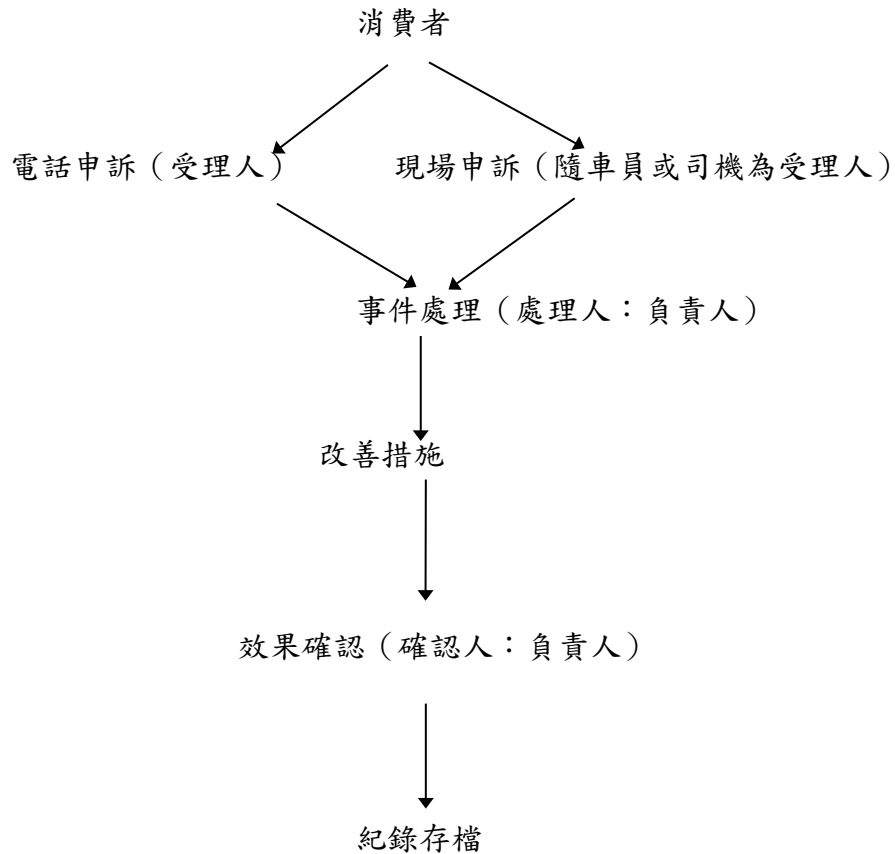 消費者
電話申訴（受理人）
現場申訴（隨車員或司機為受理人）
事件處理（處理人：負責人）
改善措施
效果確認（確認人：負責人）
紀錄存檔